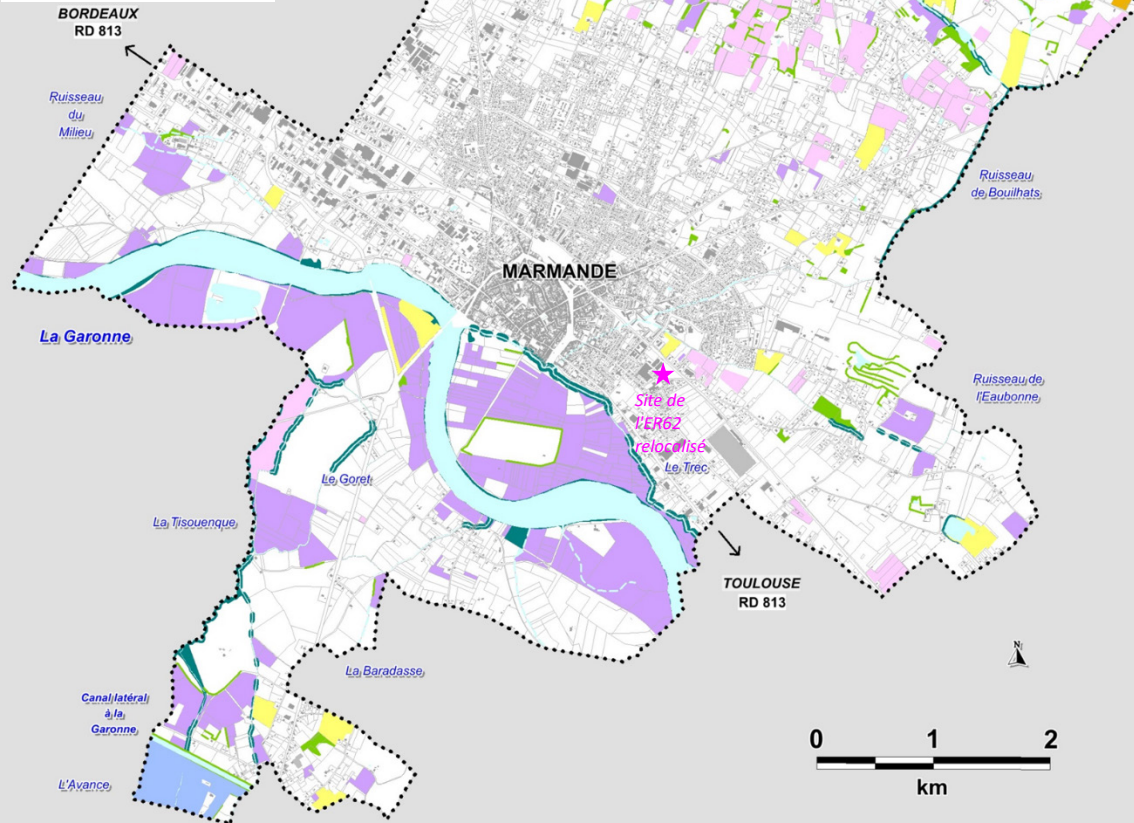 BORDEAUX
RD 813
Ruisseau
du
Milieu
Ruisseau
de Bouilhats
MARMANDE
La Garonne
Site de
l'ER62
relocalisé
Ruisseau de
l'Eaubonne
Le Trec
Le Goret
La Tisouenque
TOULOUSE
RD 813
La Baradasse
N
Canal latéral
à la
Garonne
L'Avance
0 1 2
km